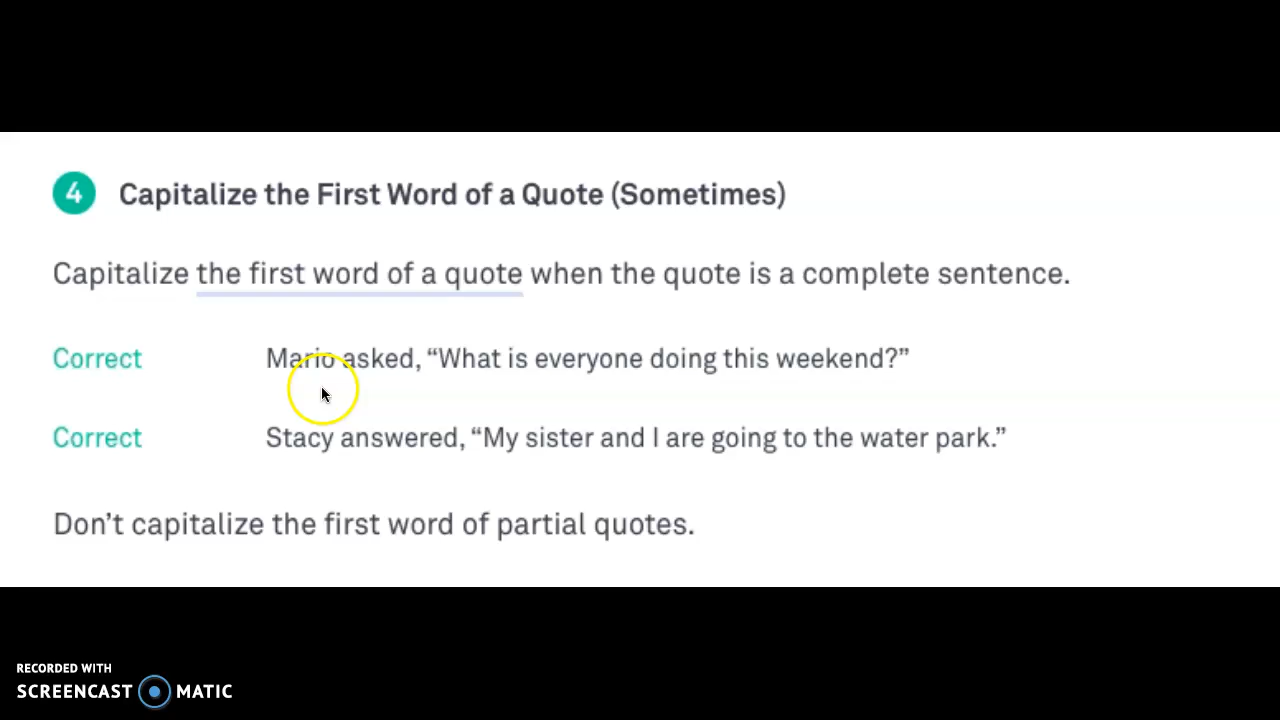 4 Capitalize the First Word of a Quote (Sometimes)
Capitalize the first word of a quote when the quote is a complete sentence.
Correct Mario asked, “What is everyone doing this weekend?”
Correct Stacy answered, “My sister and I are going to the water park.”
Don’t capitalize the first word of partial quotes.
RECORDED WITH
SCREENCAST MATIC